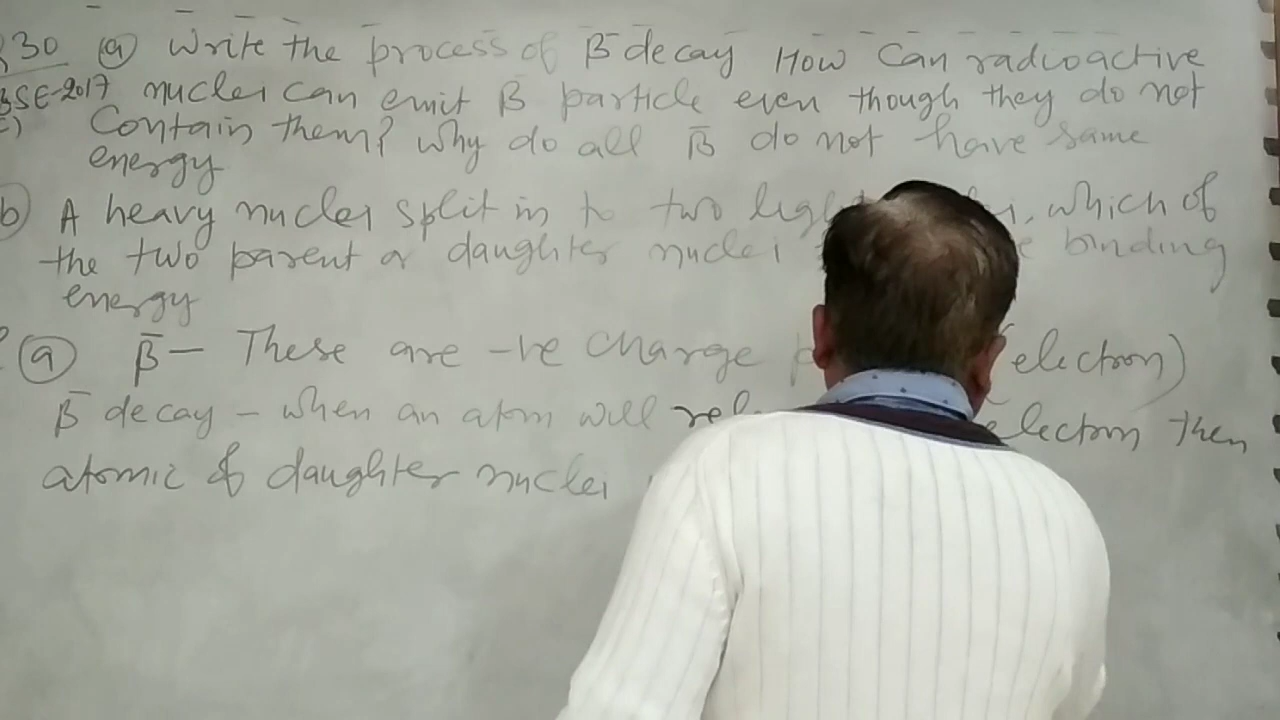 30 (a) Write the process of β̄ decay How Can radioactive
BSE-2017 nuclei can emit β particle even though they do not
Contain them? Why do all β̄ do not have same
energy
b) A heavy nuclei split in to two which of
the two parent or daughter nuclei binding
energy
(a) β̄ — These are -ve charge (electron)
β̄ decay - when an atom will electron then
atomic of daughter nuclei